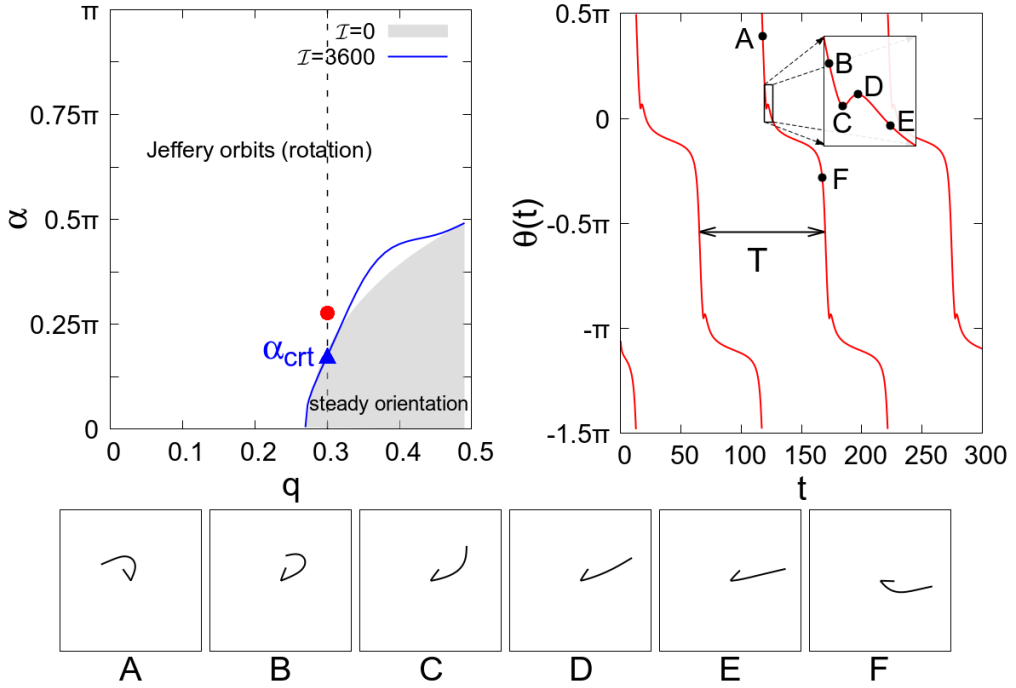 π
0.75π
0.5π
0.25π
0
α
ℐ=0
ℐ=3600
Jeffery orbits (rotation)
αcrt
steady orientation
0 0.1 0.2 0.3 0.4 0.5
q
0.5π
0
-0.5π
-π
-1.5π
θ(t)
A
B
C
D
E
F
T
0 50 100 150 200 250 300
t
A B C D E F